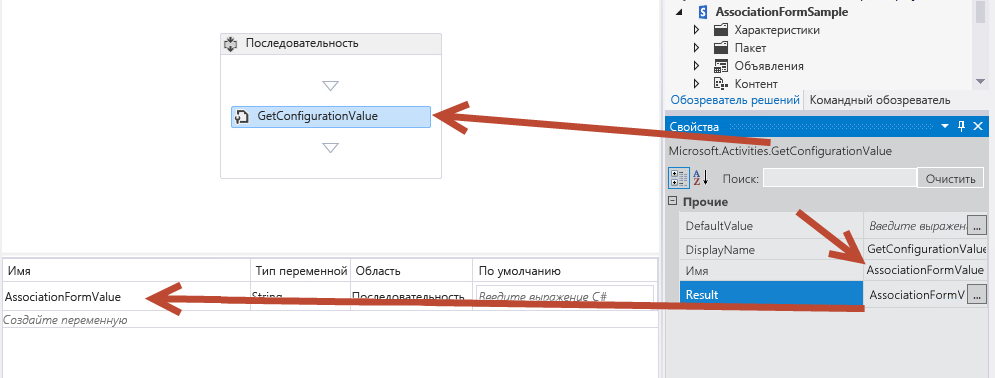 Последовательность
GetConfigurationValue
AssociationFormSample
Характеристики
Пакет
Объявления
Контент
Обозреватель решений Командный обозреватель
Свойства
Microsoft.Activities.GetConfigurationValue
Поиск: Очистить
Прочие
DefaultValue Введите выражен ...
DisplayName GetConfigurationValue
Имя AssociationFormValue
Result AssociationFormV ...
Имя Тип переменной Область По умолчанию
AssociationFormValue String Последовательность Введите выражение C#
Создайте переменную